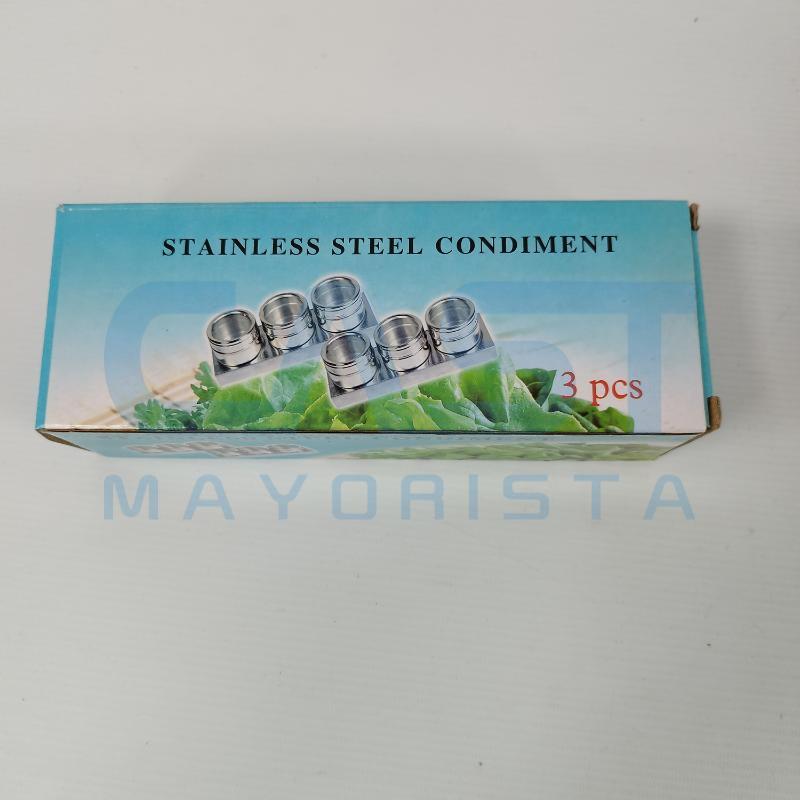 STAINLESS STEEL CONDIMENT
3 pcs
MAYORISTA